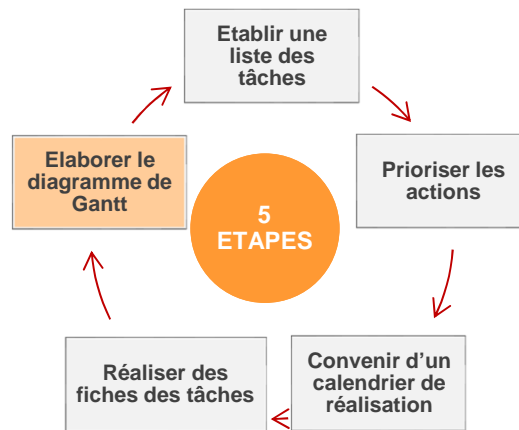 Etablir une
liste des
tâches
Prioriser les
actions
Convenir d'un
calendrier de
réalisation
Réaliser des
fiches des tâches
Elaborer le
diagramme de
Gantt
5
ETAPES